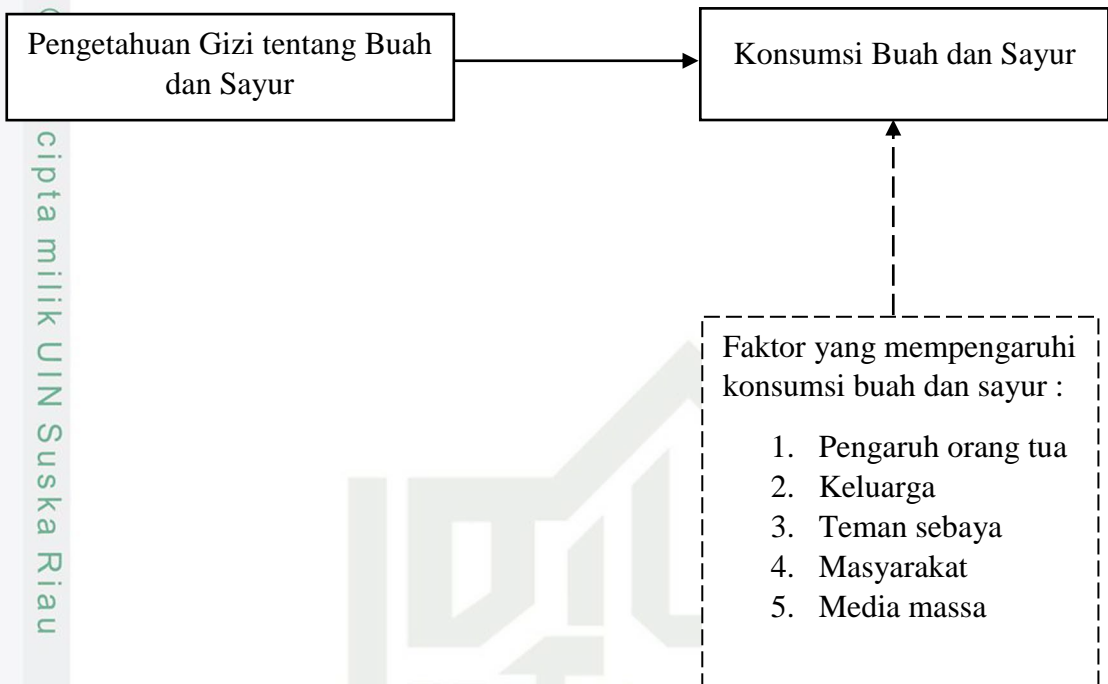 Pengetahuan Gizi tentang Buah
dan Sayur
Konsumsi Buah dan Sayur
Faktor yang mempengaruhi
konsumsi buah dan sayur :
1. Pengaruh orang tua
2. Keluarga
3. Teman sebaya
4. Masyarakat
5. Media massa
cipta milik UIN Suska Riau